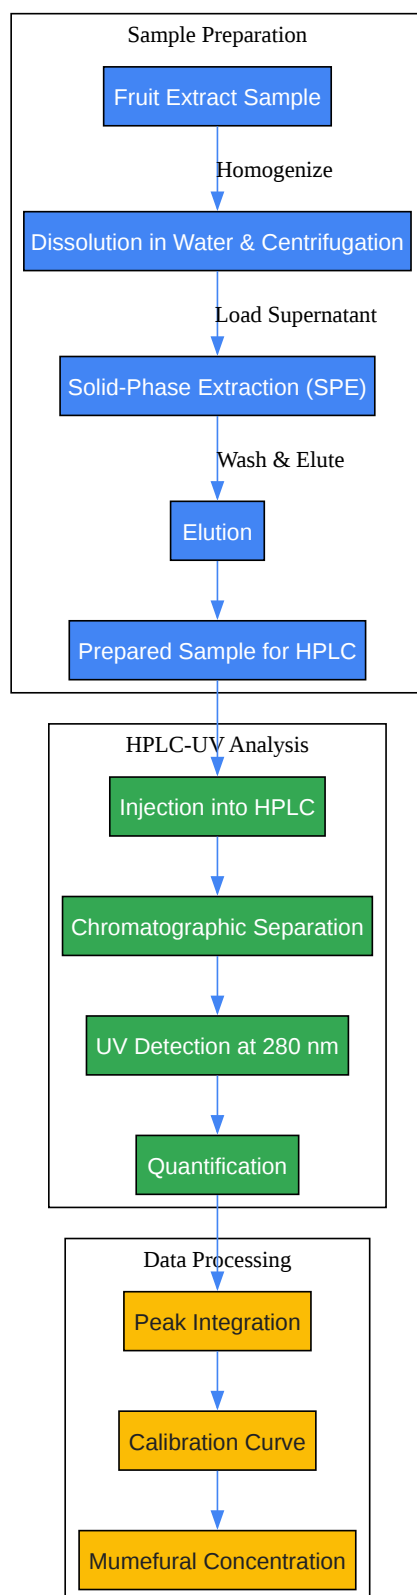 Sample Preparation
Fruit Extract Sample
Homogenize
Dissolution in Water & Centrifugation
Load Supernatant
Solid-Phase Extraction (SPE)
Wash & Elute
Elution
Prepared Sample for HPLC
HPLC-UV Analysis
Injection into HPLC
Chromatographic Separation
UV Detection at 280 nm
Quantification
Data Processing
Peak Integration
Calibration Curve
Mumefural Concentration